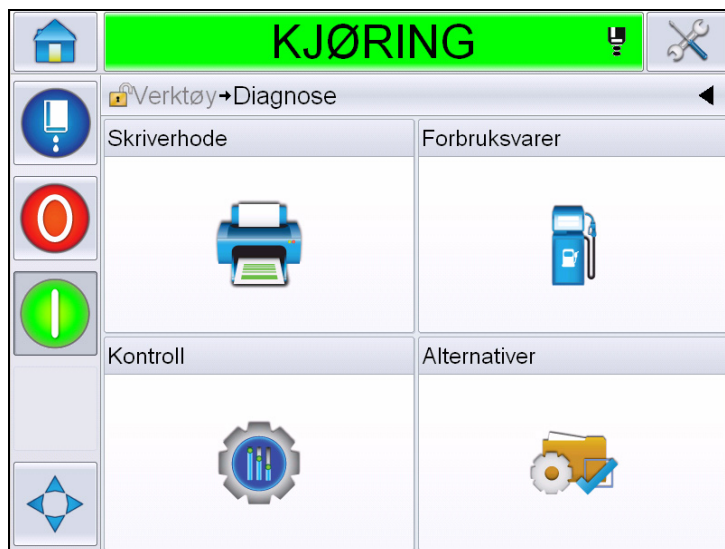 KJØRING
Verktøy→Diagnose
Skriverhode
Forbruksvarer
Kontroll
Alternativer